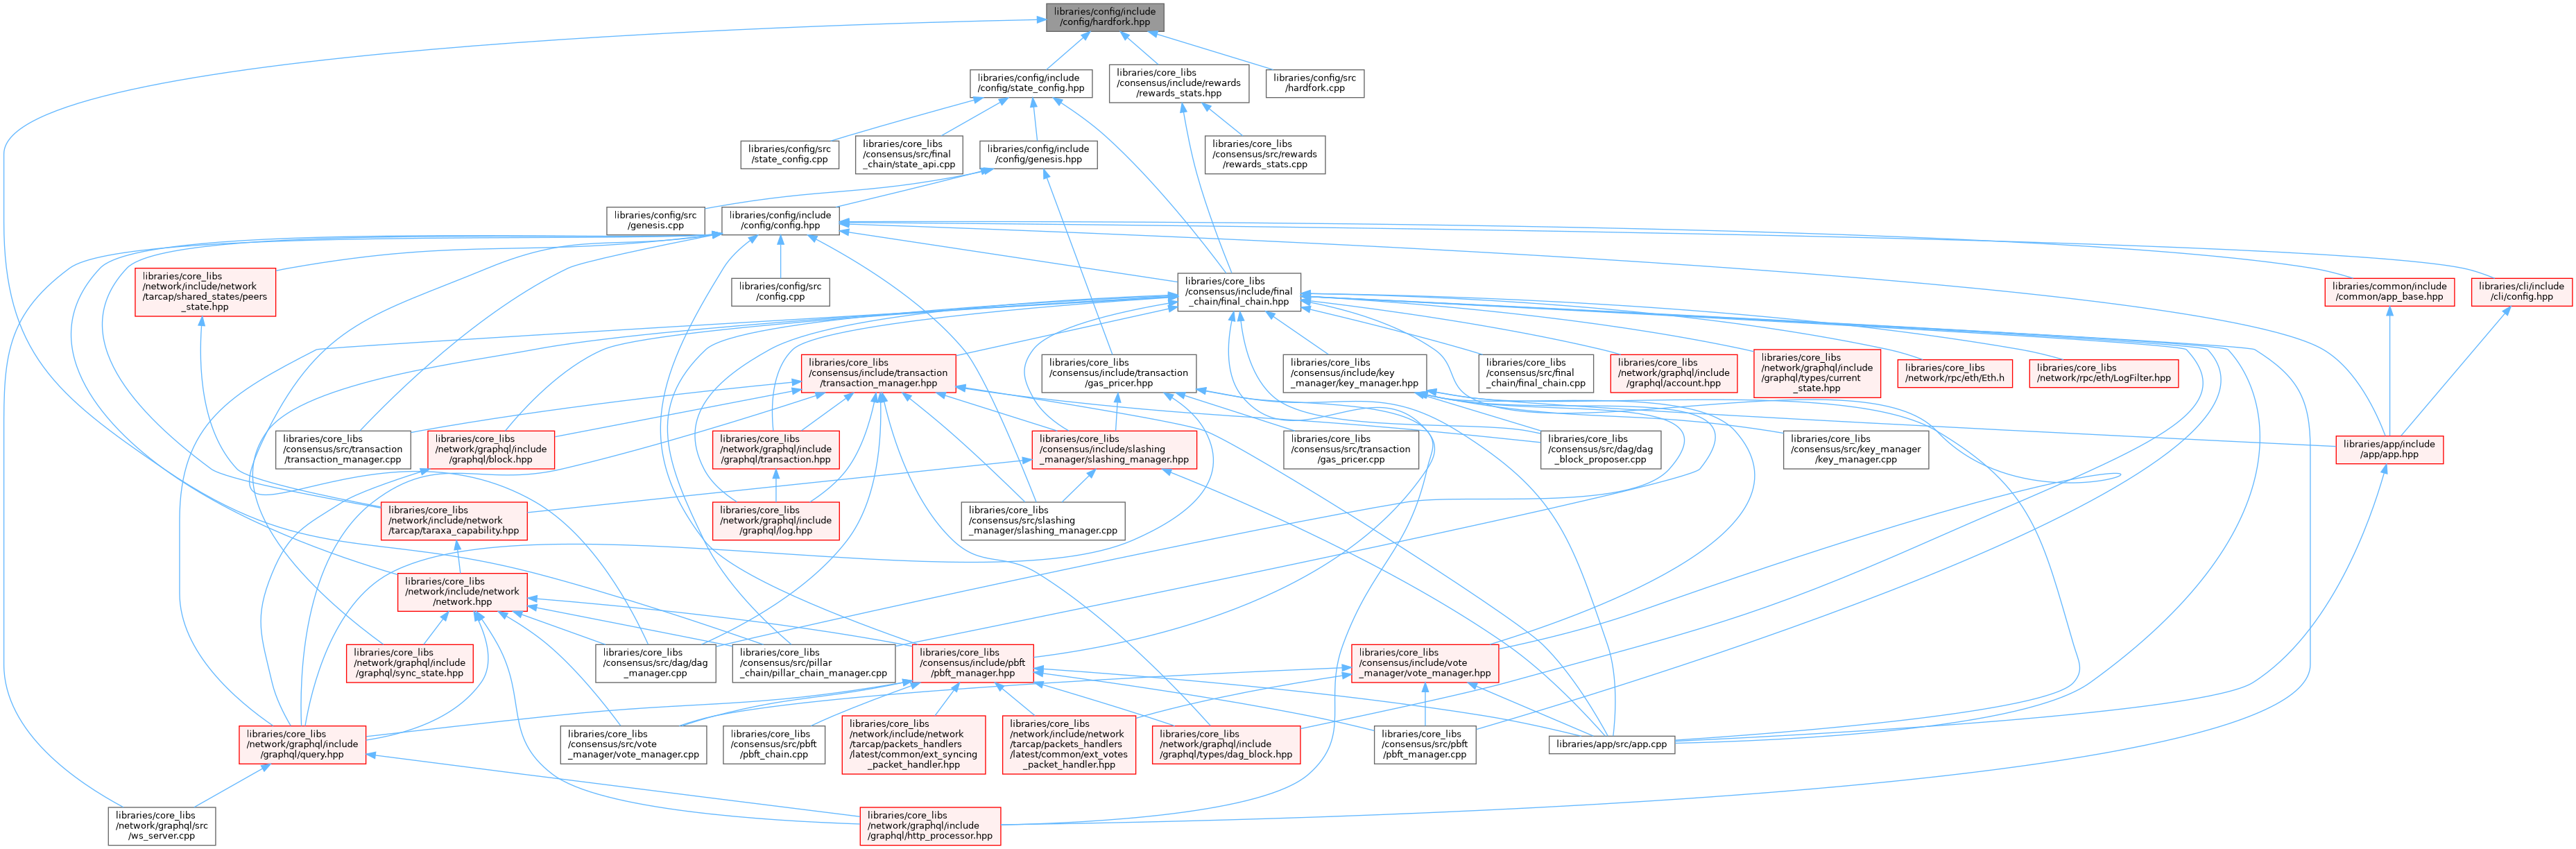 libraries/config/include
/config/hardfork.hpp
libraries/config/include
/config/state_config.hpp
libraries/core_libs
/consensus/include/rewards
/rewards_stats.hpp
libraries/config/src
/hardfork.cpp
libraries/config/src
/state_config.cpp
libraries/core_libs
/consensus/src/final
_chain/state_api.cpp
libraries/config/include
/config/genesis.hpp
libraries/core_libs
/consensus/src/rewards
/rewards_stats.cpp
libraries/config/src
/genesis.cpp
libraries/config/include
/config/config.hpp
libraries/core_libs
/network/include/network
/tarcap/shared_states/peers
_state.hpp
libraries/config/src
/config.cpp
libraries/core_libs
/consensus/include/final
_chain/final_chain.hpp
libraries/common/include
/common/app_base.hpp
libraries/cli/include
/cli/config.hpp
libraries/core_libs
/consensus/include/transaction
/transaction_manager.hpp
libraries/core_libs
/consensus/include/transaction
/gas_pricer.hpp
libraries/core_libs
/consensus/include/key
_manager/key_manager.hpp
libraries/core_libs
/consensus/src/final
_chain/final_chain.cpp
libraries/core_libs
/network/graphql/include
/graphql/account.hpp
libraries/core_libs
/network/graphql/include
/graphql/types/current
_state.hpp
libraries/core_libs
/network/rpc/eth/Eth.h
libraries/core_libs
/network/rpc/eth/LogFilter.hpp
libraries/core_libs
/consensus/src/transaction
/transaction_manager.cpp
libraries/core_libs
/network/graphql/include
/graphql/block.hpp
libraries/core_libs
/network/graphql/include
/graphql/transaction.hpp
libraries/core_libs
/consensus/include/slashing
_manager/slashing_manager.hpp
libraries/core_libs
/consensus/src/transaction
/gas_pricer.cpp
libraries/core_libs
/consensus/src/dag/dag
_block_proposer.cpp
libraries/core_libs
/consensus/src/key_manager
/key_manager.cpp
libraries/app/include
/app/app.hpp
libraries/core_libs
/network/include/network
/tarcap/taraxa_capability.hpp
libraries/core_libs
/network/graphql/include
/graphql/log.hpp
libraries/core_libs
/consensus/src/slashing
_manager/slashing_manager.cpp
libraries/core_libs
/network/include/network
/network.hpp
libraries/core_libs
/network/graphql/include
/graphql/sync_state.hpp
libraries/core_libs
/consensus/src/dag/dag
_manager.cpp
libraries/core_libs
/consensus/src/pillar
_chain/pillar_chain_manager.cpp
libraries/core_libs
/consensus/include/pbft
/pbft_manager.hpp
libraries/core_libs
/consensus/include/vote
_manager/vote_manager.hpp
libraries/core_libs
/network/graphql/include
/graphql/query.hpp
libraries/core_libs
/consensus/src/vote
_manager/vote_manager.cpp
libraries/core_libs
/consensus/src/pbft
/pbft_chain.cpp
libraries/core_libs
/network/include/network
/tarcap/packets_handlers
/latest/common/ext_syncing
_packet_handler.hpp
libraries/core_libs
/network/include/network
/tarcap/packets_handlers
/latest/common/ext_votes
_packet_handler.hpp
libraries/core_libs
/network/graphql/include
/graphql/types/dag_block.hpp
libraries/core_libs
/consensus/src/pbft
/pbft_manager.cpp
libraries/app/src/app.cpp
libraries/core_libs
/network/graphql/src
/ws_server.cpp
libraries/core_libs
/network/graphql/include
/graphql/http_processor.hpp